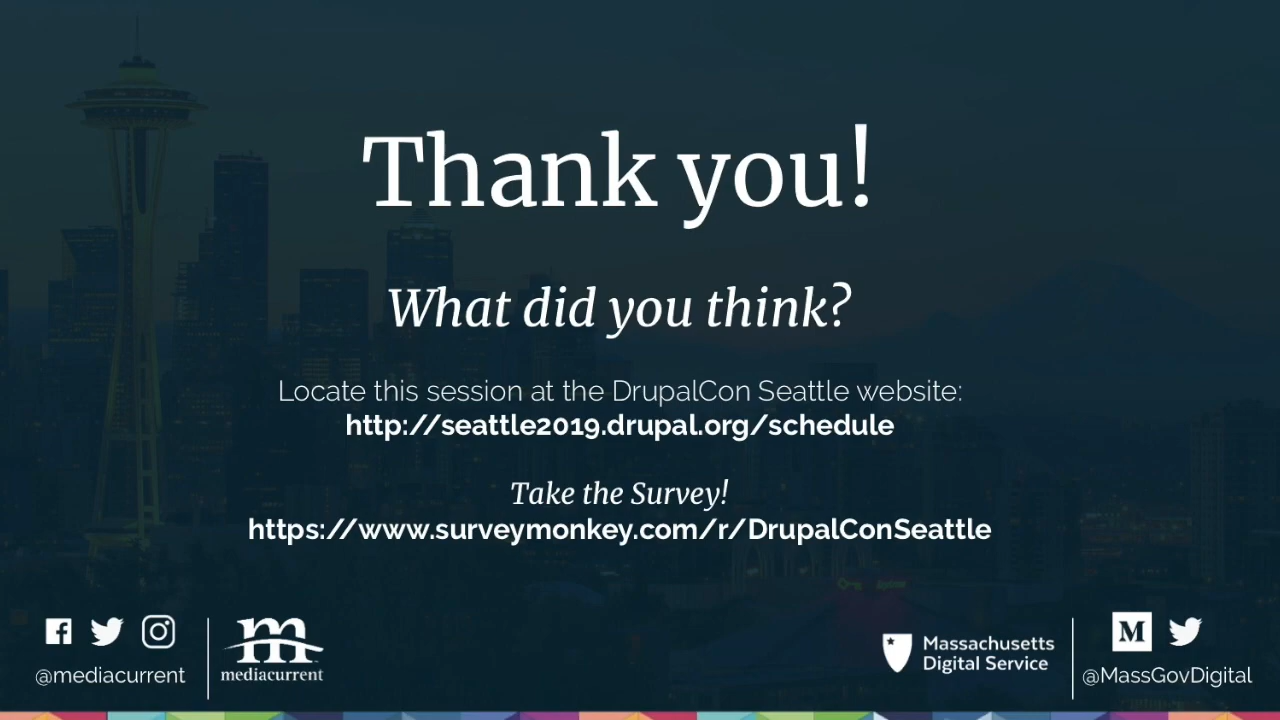 Thank you!
What did you think?
Locate this session at the DrupalCon Seattle website:
http://seattle2019.drupal.org/schedule
Take the Survey!
https://www.surveymonkey.com/r/DrupalConSeattle
@mediacurrent
mediacurrent
Massachusetts
Digital Service
@MassGovDigital